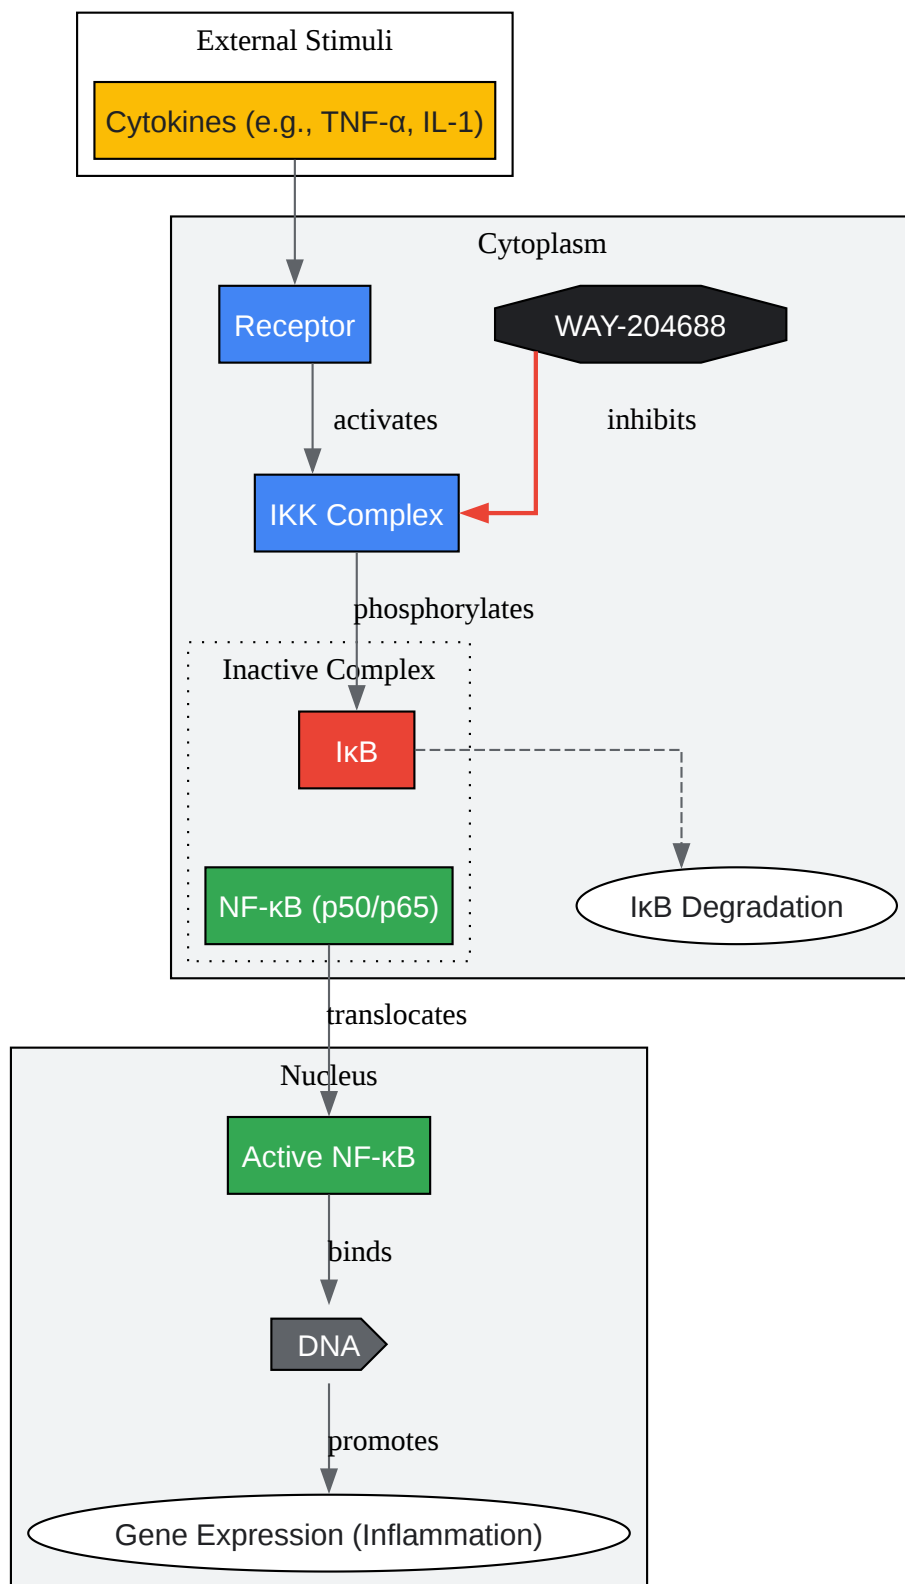 External Stimuli
Cytokines (e.g., TNF-α, IL-1)
Cytoplasm
Receptor
WAY-204688
activates
inhibits
IKK Complex
phosphorylates
Inactive Complex
IκB
NF-κB (p50/p65)
IκB Degradation
translocates
Nucleus
Active NF-κB
binds
DNA
promotes
Gene Expression (Inflammation)